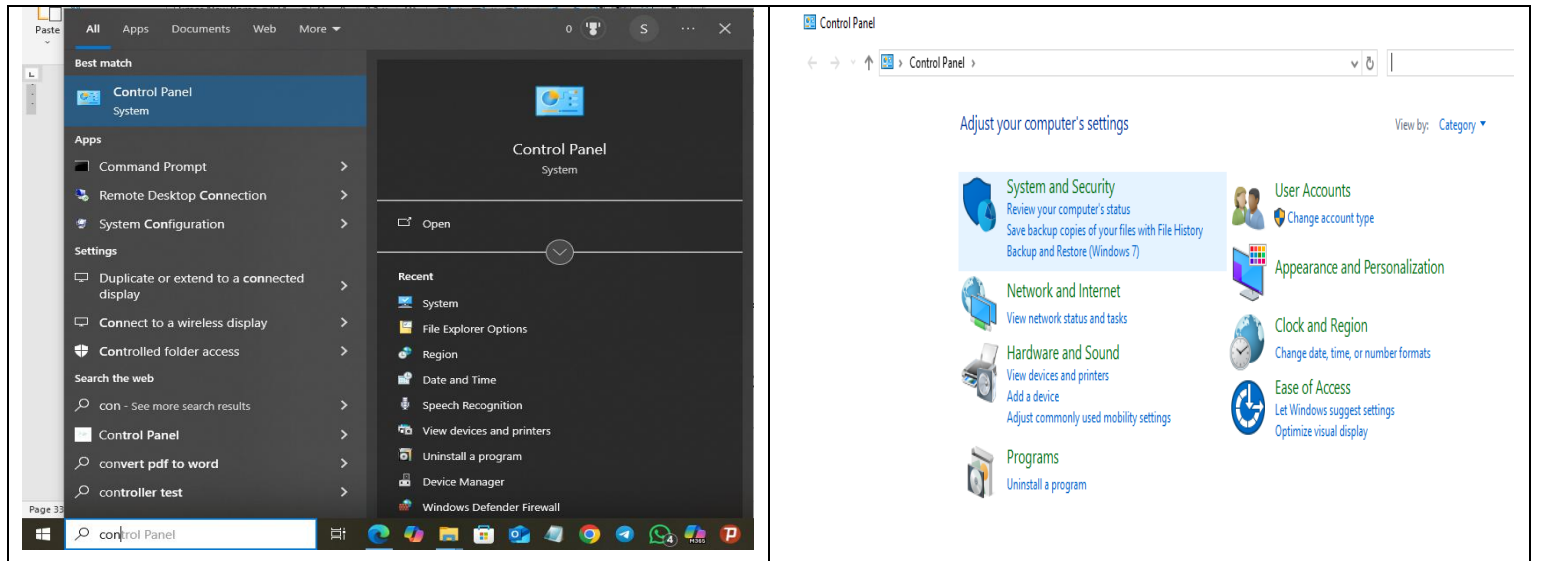 Paste
All Apps Documents Web More
0
S
Best match
Control Panel
System
Apps
Command Prompt
Remote Desktop Connection
System Configuration
Settings
Duplicate or extend to a connected
display
Connect to a wireless display
Controlled folder access
Search the web
con - See more search results
Control Panel
convert pdf to word
controller test
Control Panel
System
Open
Recent
System
File Explorer Options
Region
Date and Time
Speech Recognition
View devices and printers
Uninstall a program
Device Manager
Windows Defender Firewall
Page 33
control Panel
4
M365
Control Panel
Control Panel
Adjust your computer's settings
View by: Category
System and Security
Review your computer's status
Save backup copies of your files with File History
Backup and Restore (Windows 7)
Network and Internet
View network status and tasks
Hardware and Sound
View devices and printers
Add a device
Adjust commonly used mobility settings
Programs
Uninstall a program
User Accounts
Change account type
Appearance and Personalization
Clock and Region
Change date, time, or number formats
Ease of Access
Let Windows suggest settings
Optimize visual display